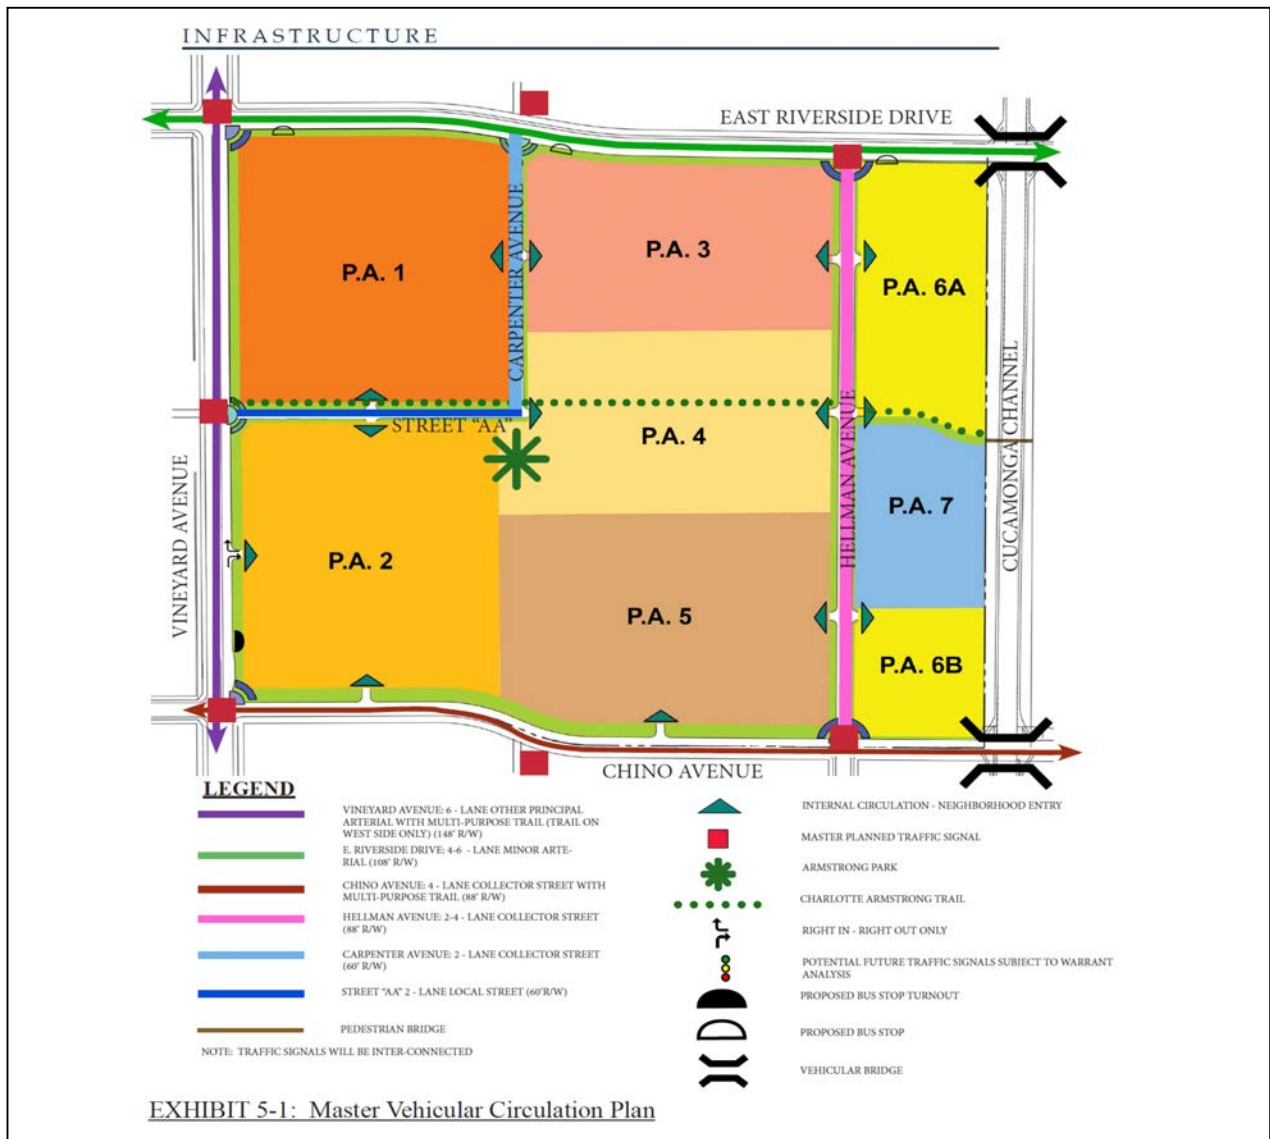 INFRASTRUCTURE
EAST RIVERSIDE DRIVE
CARPENTER AVENUE
P.A. 3
P.A. 1
P.A. 6A
CUCAMONGA CHANNEL
STREET "AA"
P.A. 4
HELLMAN AVENUE
VINEYARD AVENUE
P.A. 7
P.A. 2
P.A. 5
P.A. 6B
CHINO AVENUE
LEGEND
VINEYARD AVENUE: 6 - LANE OTHER PRINCIPAL
ARTERIAL WITH MULTI-PURPOSE TRAIL (TRAIL ON
WEST SIDE ONLY) (148' R/W)
E. RIVERSIDE DRIVE: 4-6 - LANE MINOR ARTE-
RIAL (108' R/W)
CHINO AVENUE: 4 - LANE COLLECTOR STREET WITH
MULTI-PURPOSE TRAIL (88' R/W)
HELLMAN AVENUE: 2-4 - LANE COLLECTOR STREET
(88' R/W)
CARPENTER AVENUE: 2 - LANE COLLECTOR STREET
(60' R/W)
STREET "AA" 2 - LANE LOCAL STREET (60'R/W)
PEDESTRIAN BRIDGE
NOTE: TRAFFIC SIGNALS WILL BE INTER-CONNECTED
INTERNAL CIRCULATION - NEIGHBORHOOD ENTRY
MASTER PLANNED TRAFFIC SIGNAL
ARMSTRONG PARK
CHARLOTTE ARMSTRONG TRAIL
RIGHT IN - RIGHT OUT ONLY
POTENTIAL FUTURE TRAFFIC SIGNALS SUBJECT TO WARRANT
ANALYSIS
PROPOSED BUS STOP TURNOUT
PROPOSED BUS STOP
VEHICULAR BRIDGE
EXHIBIT 5-1: Master Vehicular Circulation Plan